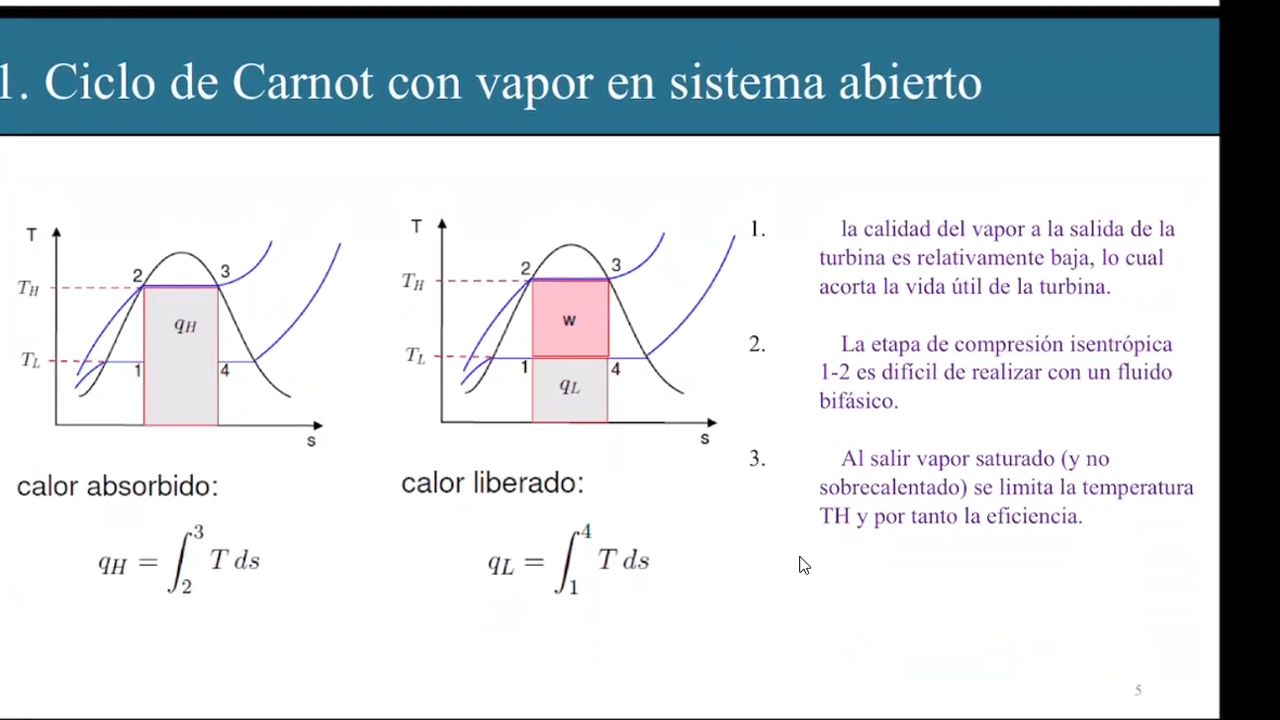 1. Ciclo de Carnot con vapor en sistema abierto
T
T_H
T_L
2
3
q_H
1
4
s
calor absorbido:
q_H = ∫_2^3 T ds
T
T_H
T_L
2
3
w
1
4
q_L
s
calor liberado:
q_L = ∫_1^4 T ds
1. la calidad del vapor a la salida de la
turbina es relativamente baja, lo cual
acorta la vida útil de la turbina.
2. La etapa de compresión isentrópica
1-2 es difícil de realizar con un fluido
bifásico.
3. Al salir vapor saturado (y no
sobrecalentado) se limita la temperatura
TH y por tanto la eficiencia.
5